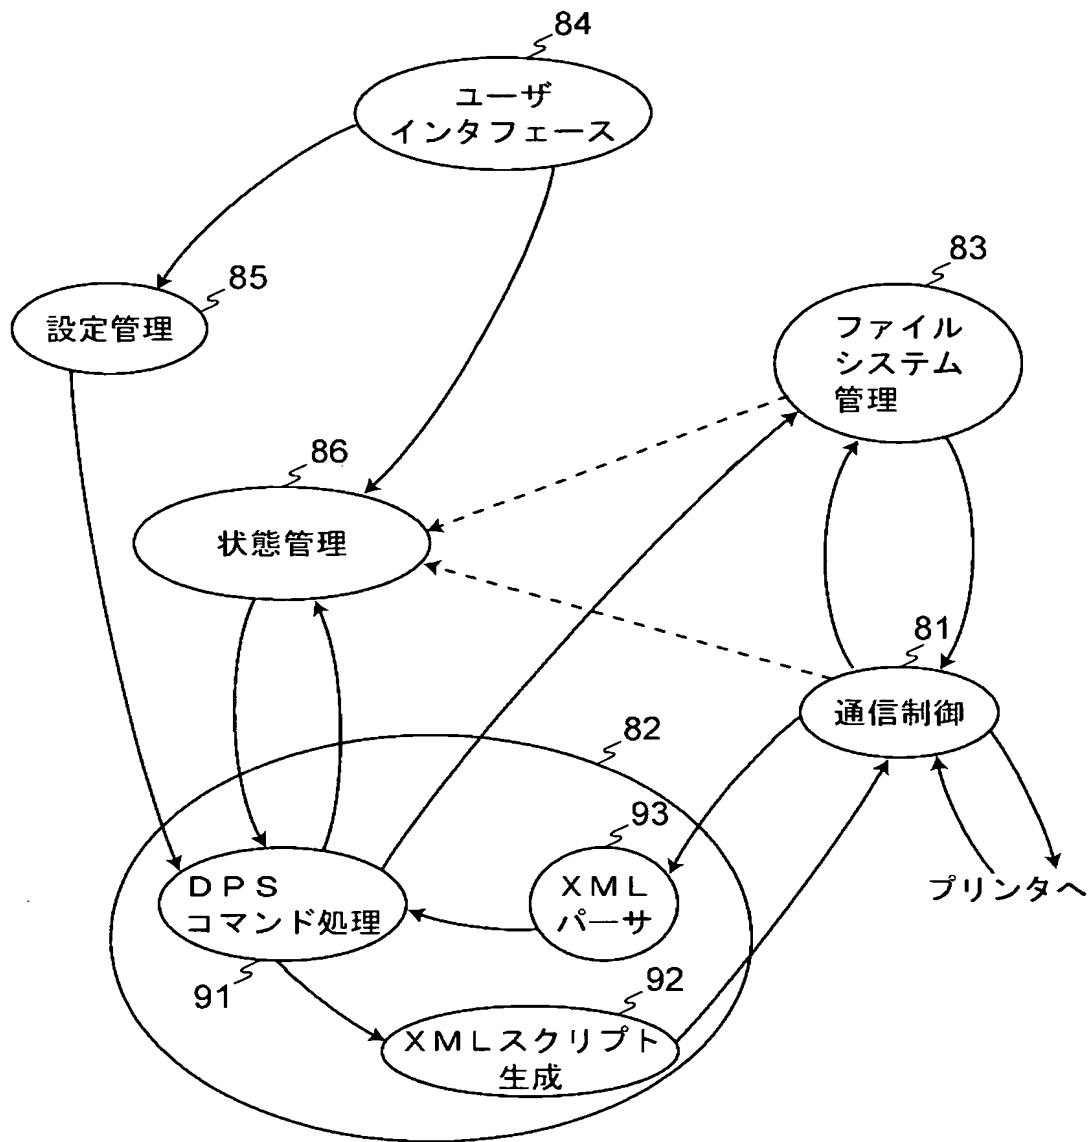 84
ユーザ
インタフェース
85
設定管理
83
ファイル
システム
管理
86
状態管理
81
通信制御
82
93
XML
パーサ
DPS
コマンド処理
91
プリンタへ
92
XMLスクリプト
生成